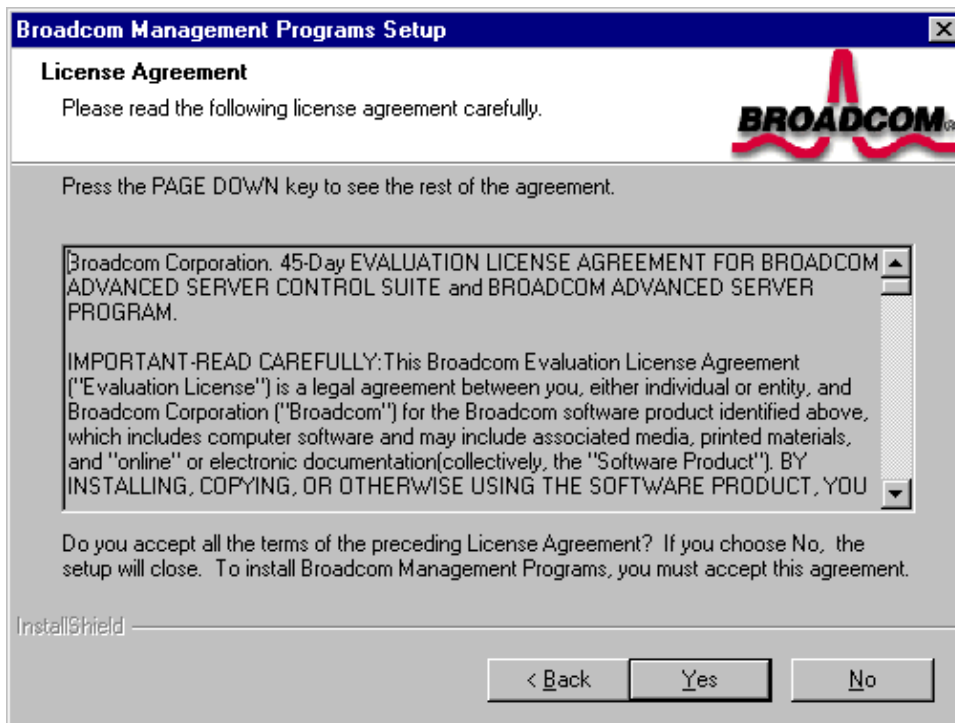 Broadcom Management Programs Setup
License Agreement
Please read the following license agreement carefully.
BROADCOM®
Press the PAGE DOWN key to see the rest of the agreement.
Broadcom Corporation. 45-Day EVALUATION LICENSE AGREEMENT FOR BROADCOM
ADVANCED SERVER CONTROL SUITE and BROADCOM ADVANCED SERVER
PROGRAM.
IMPORTANT-READ CAREFULLY:This Broadcom Evaluation License Agreement
("Evaluation License") is a legal agreement between you, either individual or entity, and
Broadcom Corporation ("Broadcom") for the Broadcom software product identified above,
which includes computer software and may include associated media, printed materials,
and "online" or electronic documentation(collectively, the "Software Product"). BY
INSTALLING, COPYING, OR OTHERWISE USING THE SOFTWARE PRODUCT, YOU
Do you accept all the terms of the preceding License Agreement? If you choose No, the
setup will close. To install Broadcom Management Programs, you must accept this agreement.
InstallShield
< Back
Yes
No